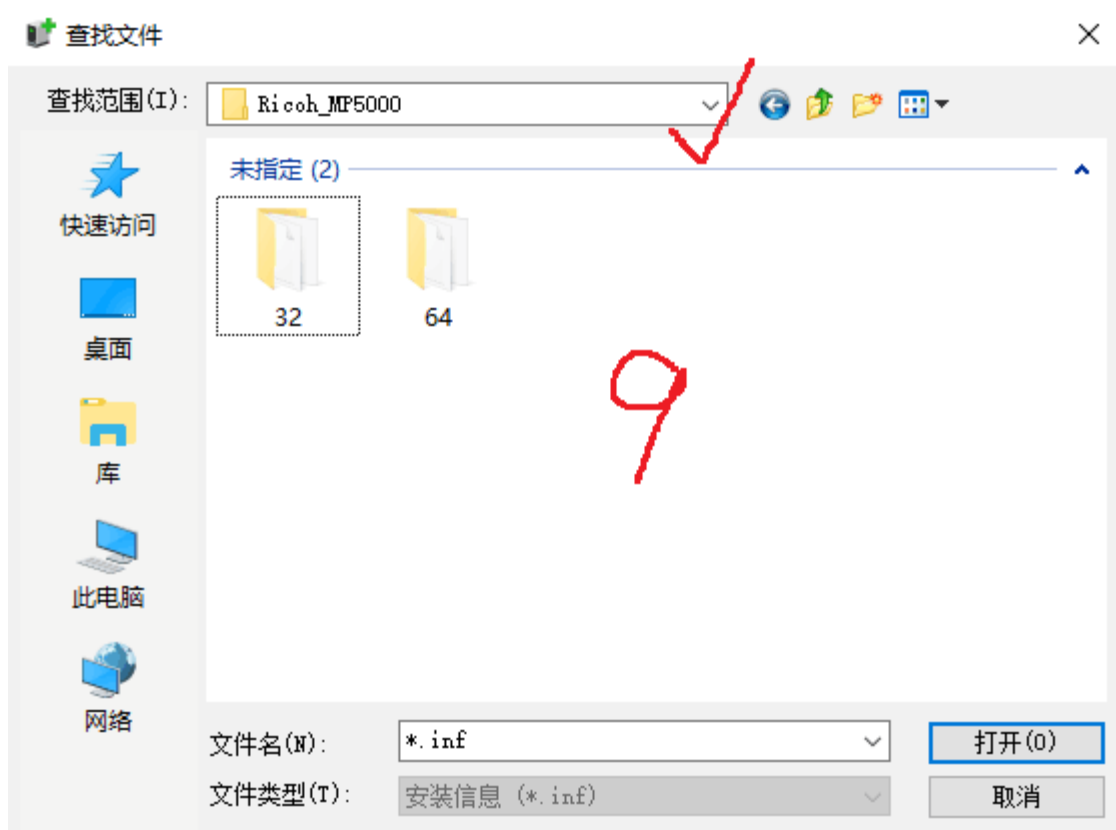 查找文件
查找范围(I): Ricoh_MP5000
未指定 (2)
快速访问
32 64
9
桌面
库
此电脑
网络
文件名(N): *.inf 打开(O)
文件类型(T): 安装信息 (*.inf) 取消